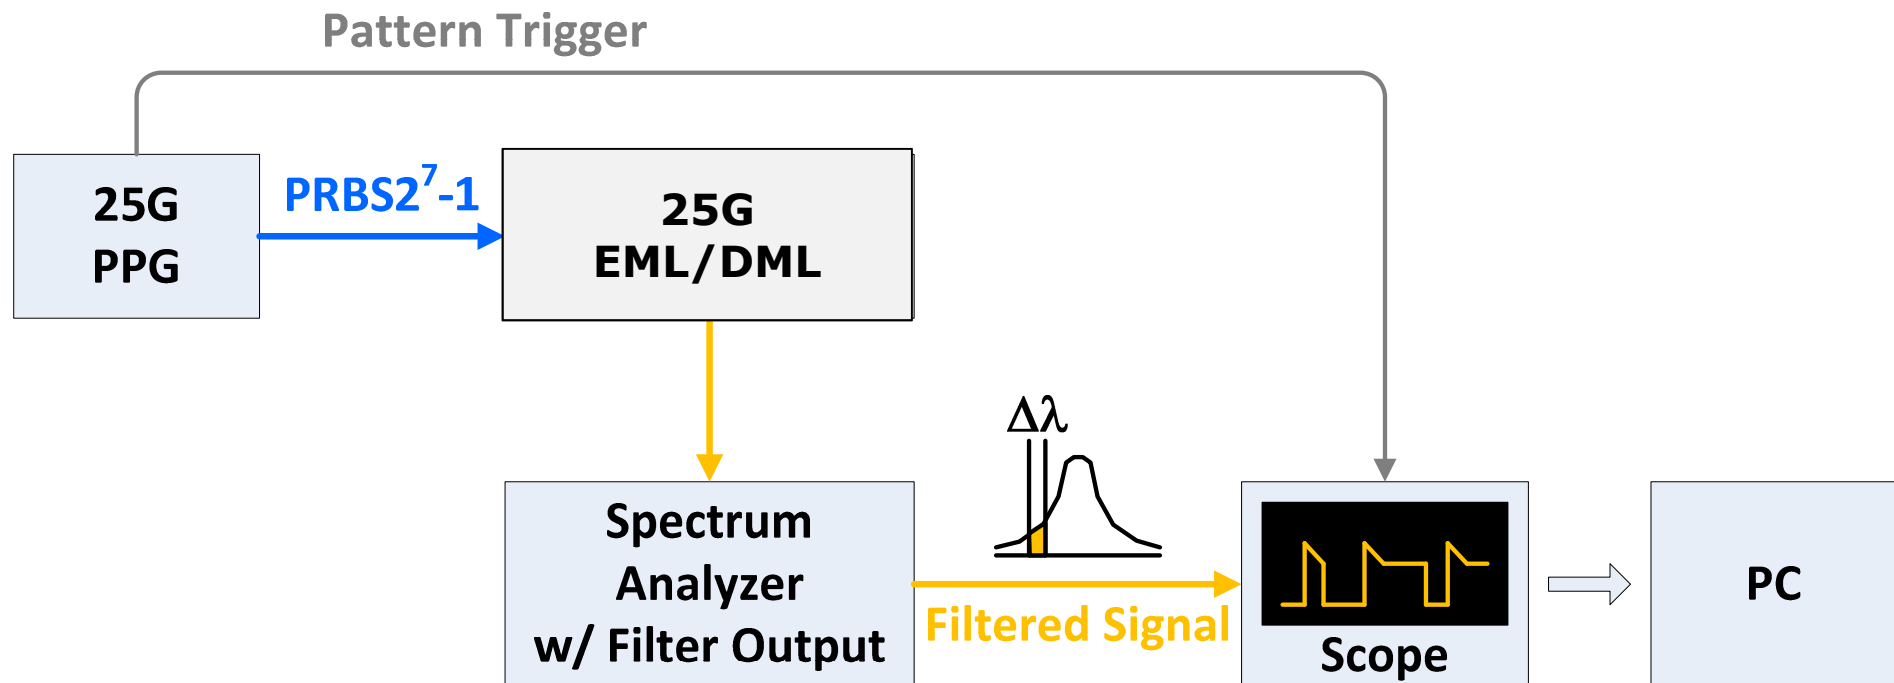 Pattern Trigger
25G
PPG
PRBS2⁷-1
25G
EML/DML
Δλ
Spectrum
Analyzer
w/ Filter Output
Filtered Signal
Scope
PC